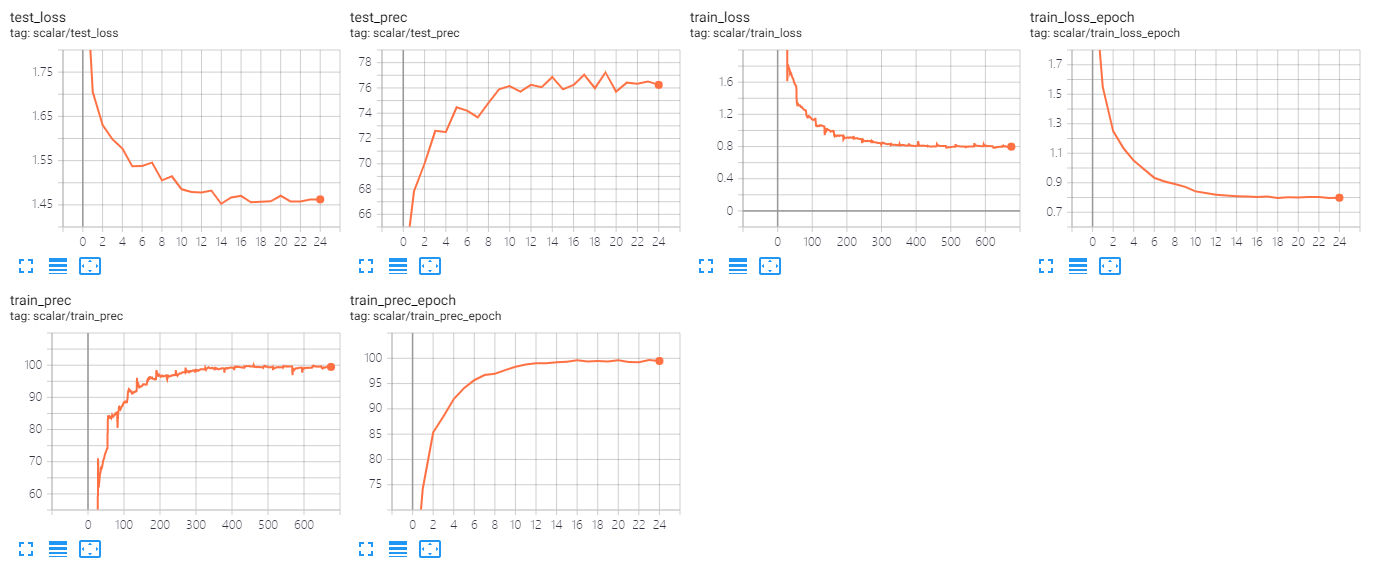 test_loss
tag: scalar/test_loss
1.75
1.65
1.55
1.45
0 2 4 6 8 10 12 14 16 18 20 22 24
test_prec
tag: scalar/test_prec
78
76
74
72
70
68
66
0 2 4 6 8 10 12 14 16 18 20 22 24
train_loss
tag: scalar/train_loss
1.6
1.2
0.8
0.4
0
0 100 200 300 400 500 600
train_loss_epoch
tag: scalar/train_loss_epoch
1.7
1.5
1.3
1.1
0.9
0.7
0 2 4 6 8 10 12 14 16 18 20 22 24
train_prec
tag: scalar/train_prec
100
90
80
70
60
0 100 200 300 400 500 600
train_prec_epoch
tag: scalar/train_prec_epoch
100
95
90
85
80
75
0 2 4 6 8 10 12 14 16 18 20 22 24